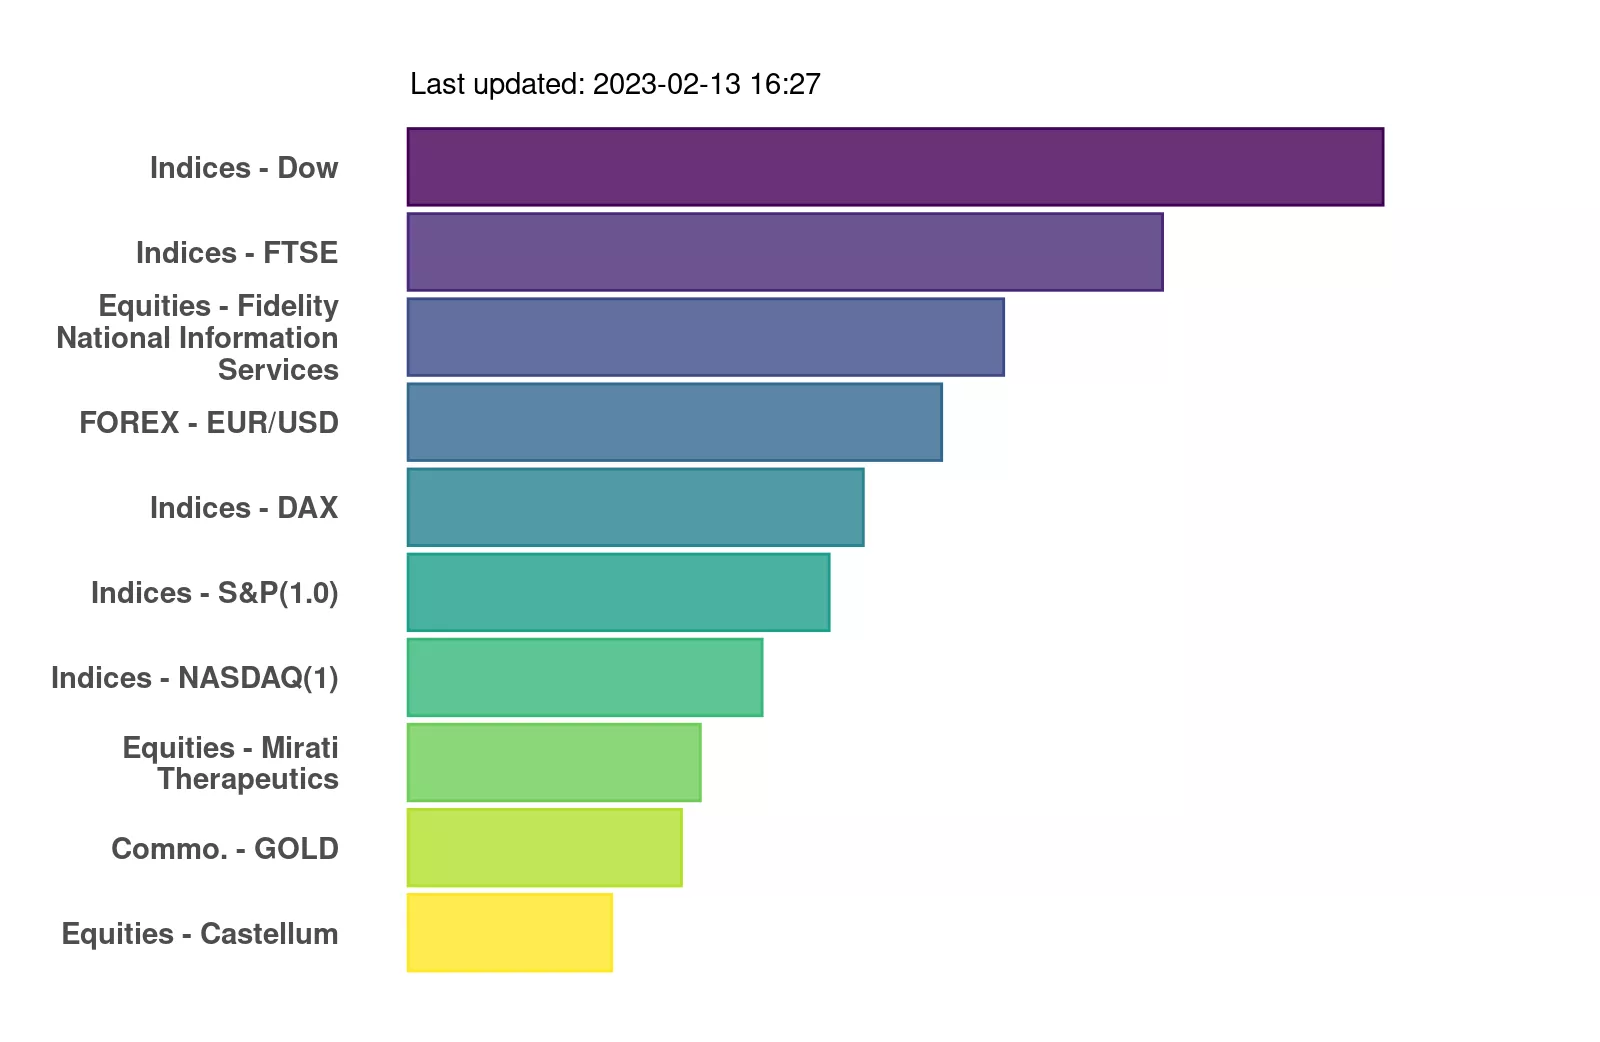 Last updated: 2023-02-13 16:27
Indices - Dow
Indices - FTSE
Equities - Fidelity
National Information
Services
FOREX - EUR/USD
Indices - DAX
Indices - S&P(1.0)
Indices - NASDAQ(1)
Equities - Mirati
Therapeutics
Commo. - GOLD
Equities - Castellum